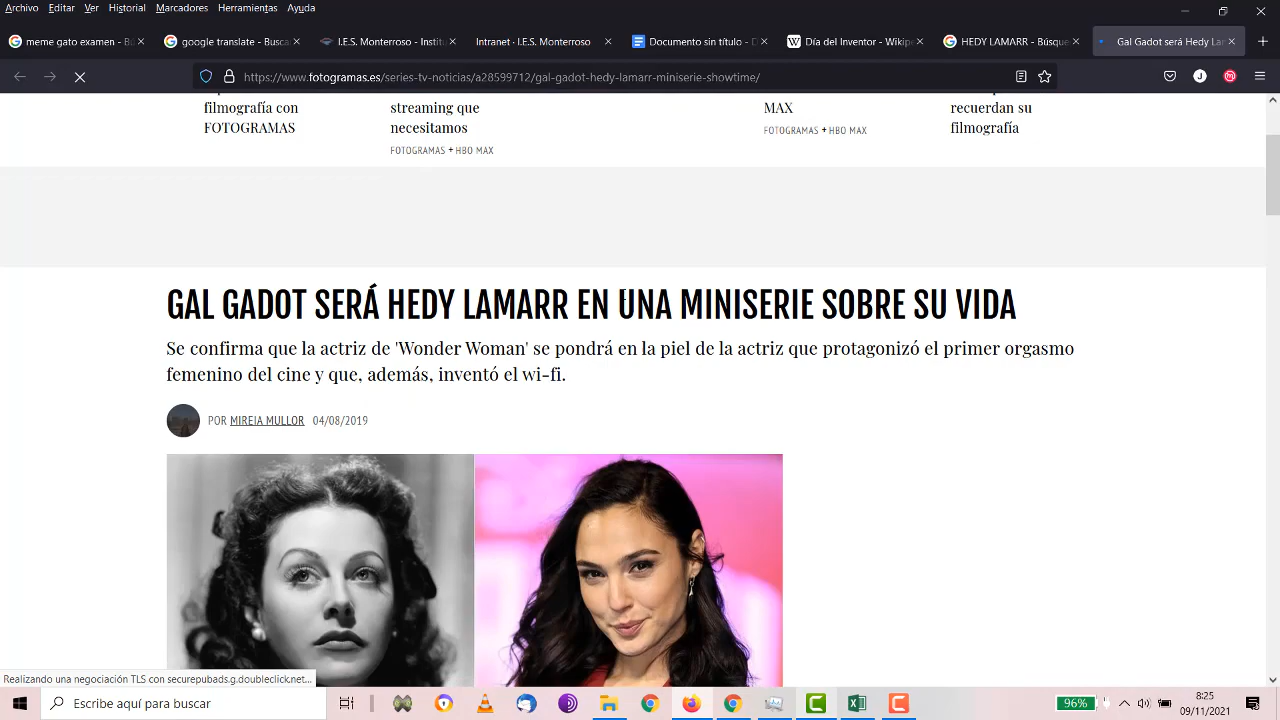 Archivo Editar Ver Historial Marcadores Herramientas Ayuda
meme gato enemen - Bú
google translate - Busca
I.E.S. Monterroso - Institu
Intranet - I.E.S. Monterroso
Documento sin título - D
Día del Inventor - Wikipe
HEDY LAMARR - Búsque
Gal Gadot será Hedy Lar
https://www.fotogramas.es/series-tv-noticias/a28599712/gal-gadot-hedy-lamarr-miniserie-showtime/
filmografía con
FOTOGRAMAS
streaming que
necesitamos
FOTOGRAMAS + HBO MAX
MAX
FOTOGRAMAS + HBO MAX
recuerdan su
filmografía
GAL GADOT SERÁ HEDY LAMARR EN UNA MINISERIE SOBRE SU VIDA
Se confirma que la actriz de 'Wonder Woman' se pondrá en la piel de la actriz que protagonizó el primer orgasmo
femenino del cine y que, además, inventó el wi-fi.
POR MIREIA MULLOR 04/08/2019
Realizando una negociación TLS con securepubads.g.doubleclick.net...
scribe aquí para buscar
96%
8:25
09/11/2021